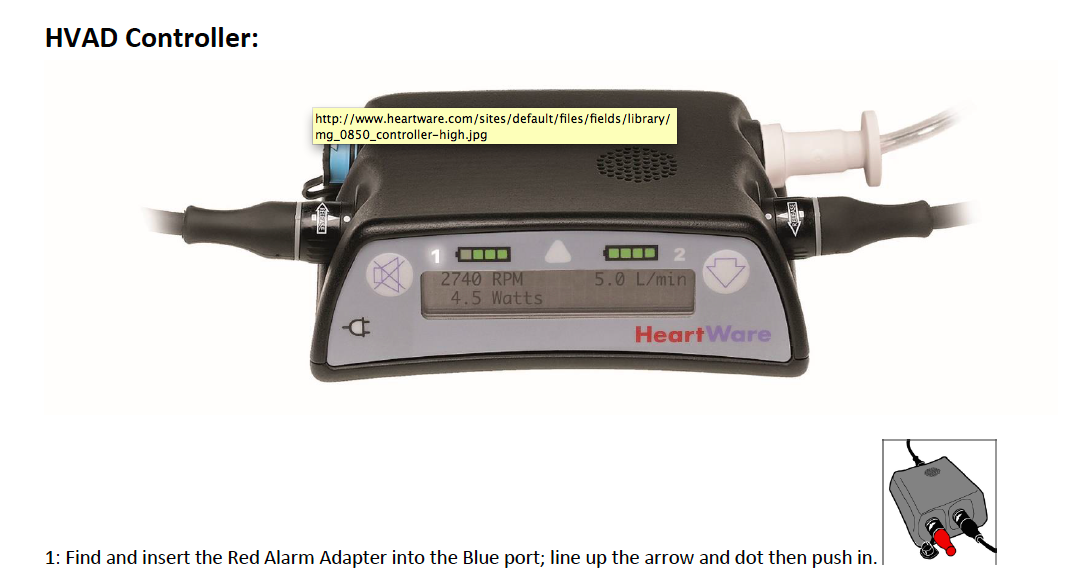 HVAD Controller:
http://www.heartware.com/sites/default/files/fields/library/
mg_0850_controller-high.jpg
1
2
2740 RPM 5.0 L/min
4.5 Watts
HeartWare
1: Find and insert the Red Alarm Adapter into the Blue port; line up the arrow and dot then push in.